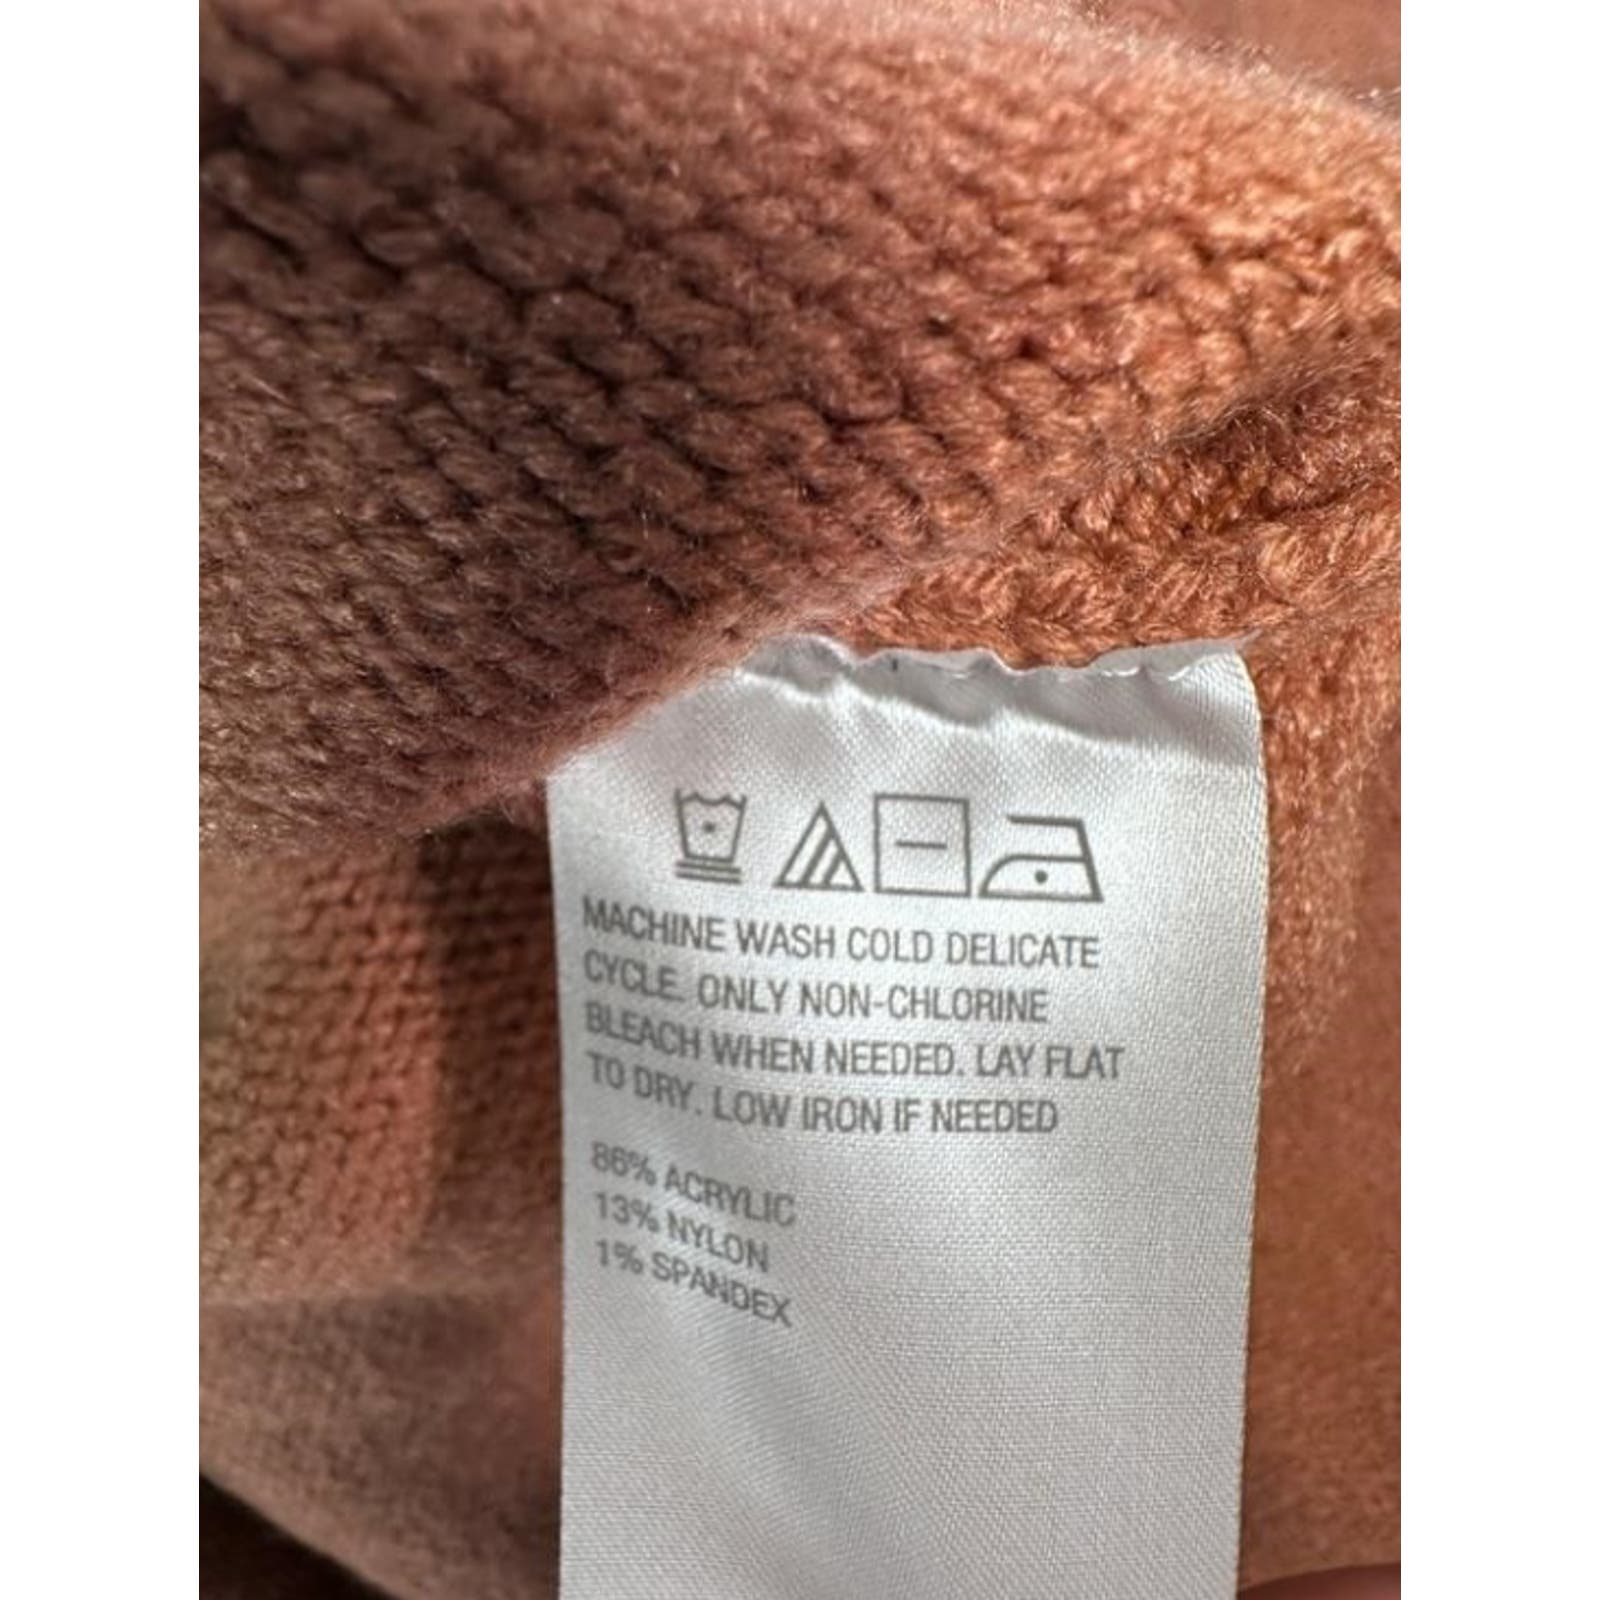 MACHINE WASH COLD DELICATE
CYCLE. ONLY NON-CHLORINE
BLEACH WHEN NEEDED. LAY FLAT
TO DRY. LOW IRON IF NEEDED
86% ACRYLIC
13% NYLON
1% SPANDEX